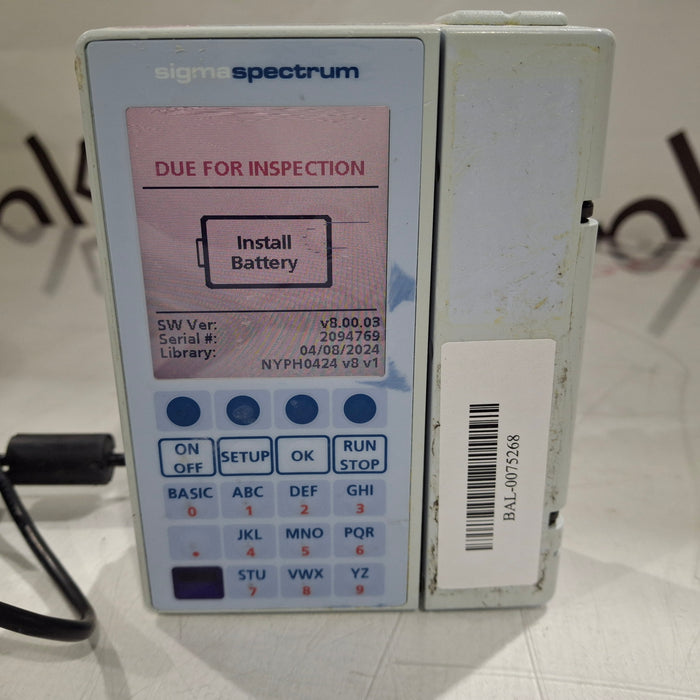 sigmaspectrum
DUE FOR INSPECTION
Install
Battery
SW Ver: v8.00.03
Serial #: 2094769
Library: 04/08/2024
NYPH0424 v8 v1
ON
OFF
SETUP
OK
RUN
STOP
BASIC ABC DEF GHI
0 1 2 3
JKL MNO PQR
. 4 5 6
STU VWX YZ
7 8 9
BAL-0075268